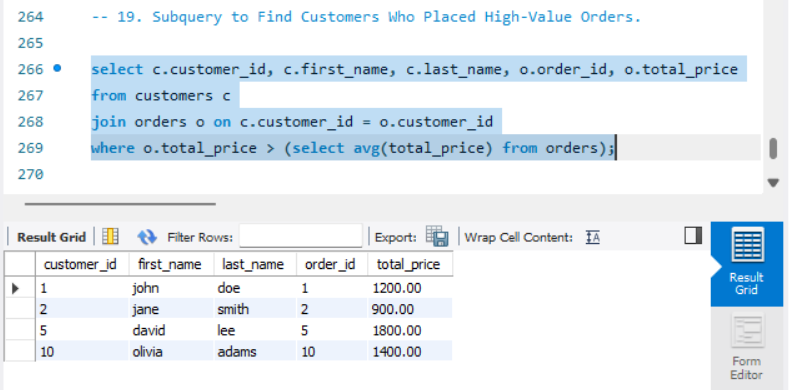 264 -- 19. Subquery to Find Customers Who Placed High-Value Orders.
265
266 select c.customer_id, c.first_name, c.last_name, o.order_id, o.total_price
267 from customers c
268 join orders o on c.customer_id = o.customer_id
269 where o.total_price > (select avg(total_price) from orders);
270
Result Grid Filter Rows: Export: Wrap Cell Content: IA
customer_id first_name last_name order_id total_price
1 john doe 1 1200.00
2 jane smith 2 900.00
5 david lee 5 1800.00
10 olivia adams 10 1400.00
Result
Grid
Form
Editor